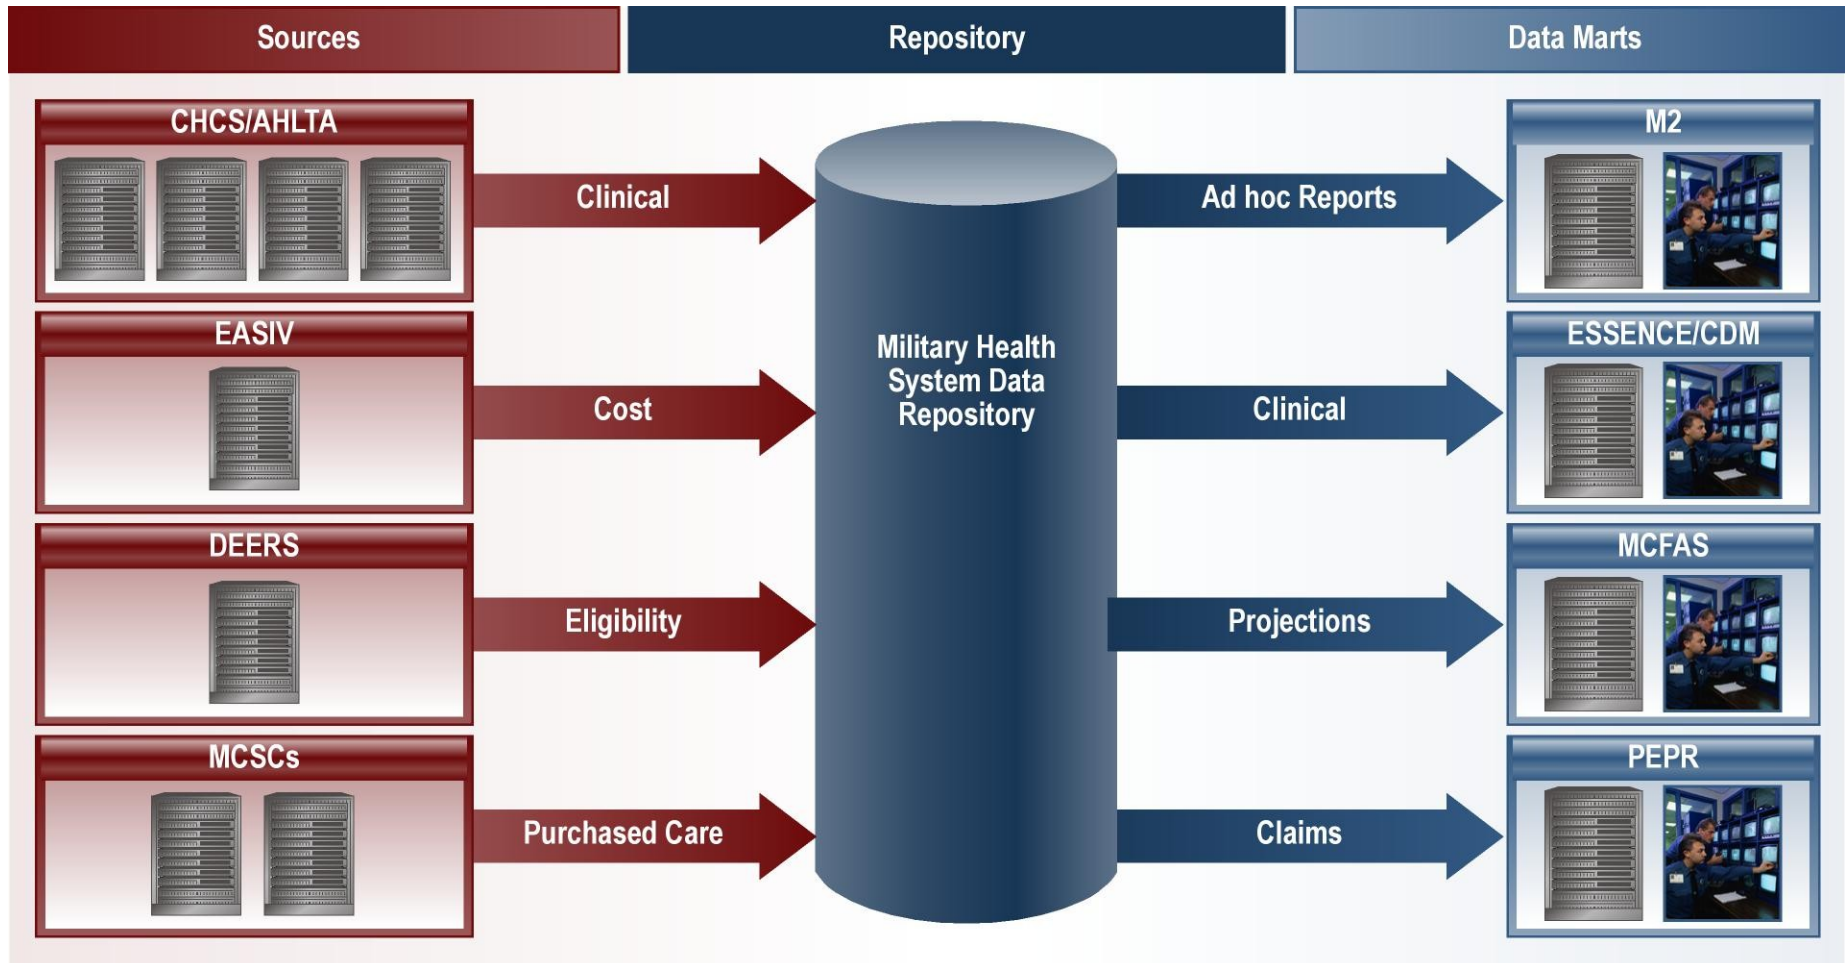 Sources
Repository
Data Marts
CHCS/AHLTA
Clinical
EASIV
Cost
DEERS
Eligibility
MCSCs
Purchased Care
Military Health
System Data
Repository
Ad hoc Reports
M2
Clinical
ESSENCE/CDM
Projections
MCFAS
Claims
PEPR